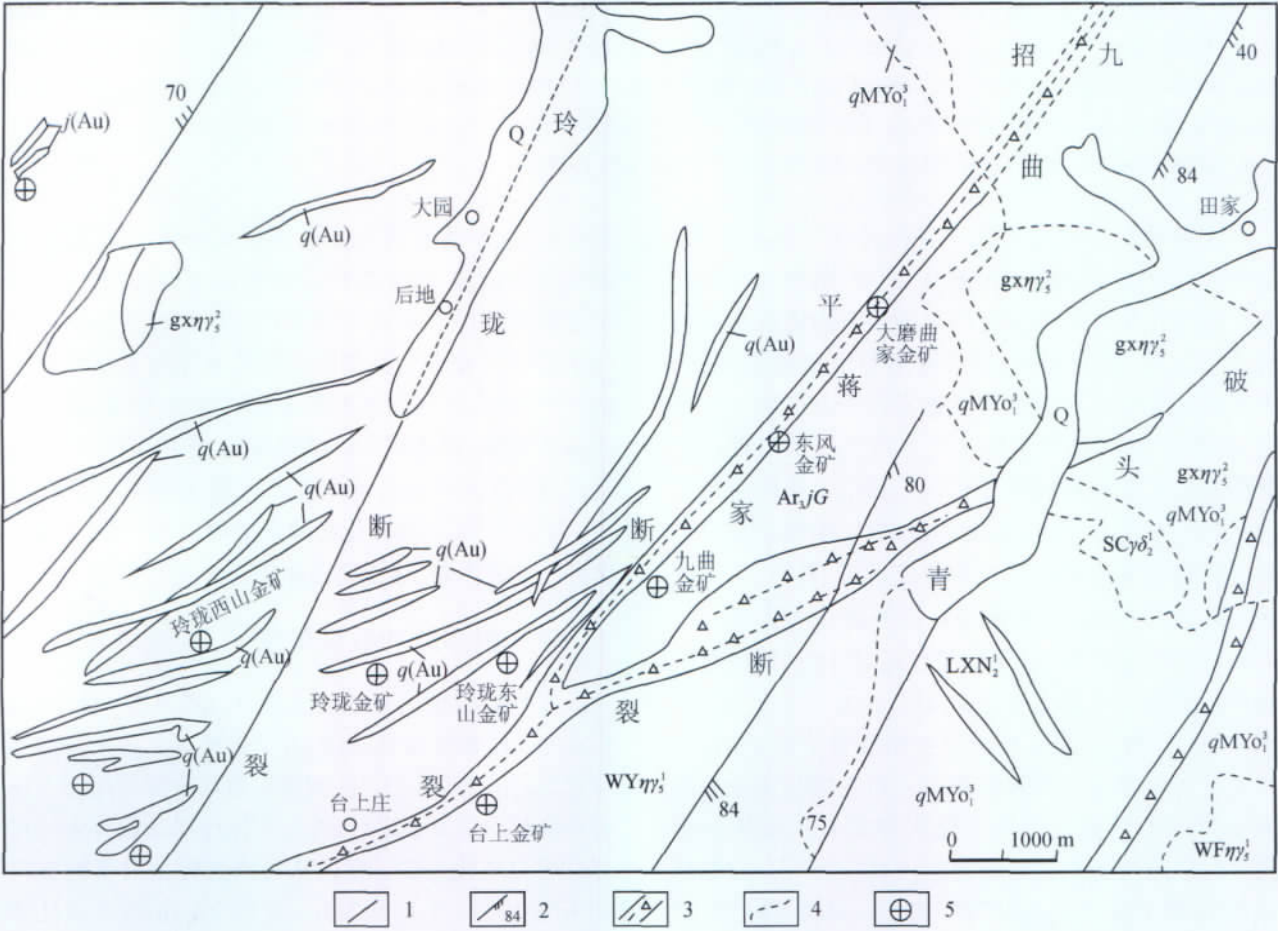 招 九
40
qMYo₁³
70
j(Au)
玲
Q
曲
84
大园
田家
q(Au)
gxηγ₅²
后地
平
gxηγ₅²
珑
大磨曲
家金矿
q(Au)
gxηγ₅²
蒋
破
qMYo₁³
Q
q(Au)
东风
金矿
头
gxηγ₅²
q(Au)
80
Ar₃jG
家
qMYo₁³
断
断
SCγδ₂¹
q(Au)
九曲
金矿
青
玲珑西山金矿
q(Au)
断
LXN₂¹
q(Au)
玲珑金矿
玲珑东
山金矿
裂
qMYo₁³
q(Au)
裂
裂
WYηγ₅¹
84
qMYo₁³
台上庄
75
台上金矿
0 1000 m
WFηγ₅¹
1
84
2
3
4
5